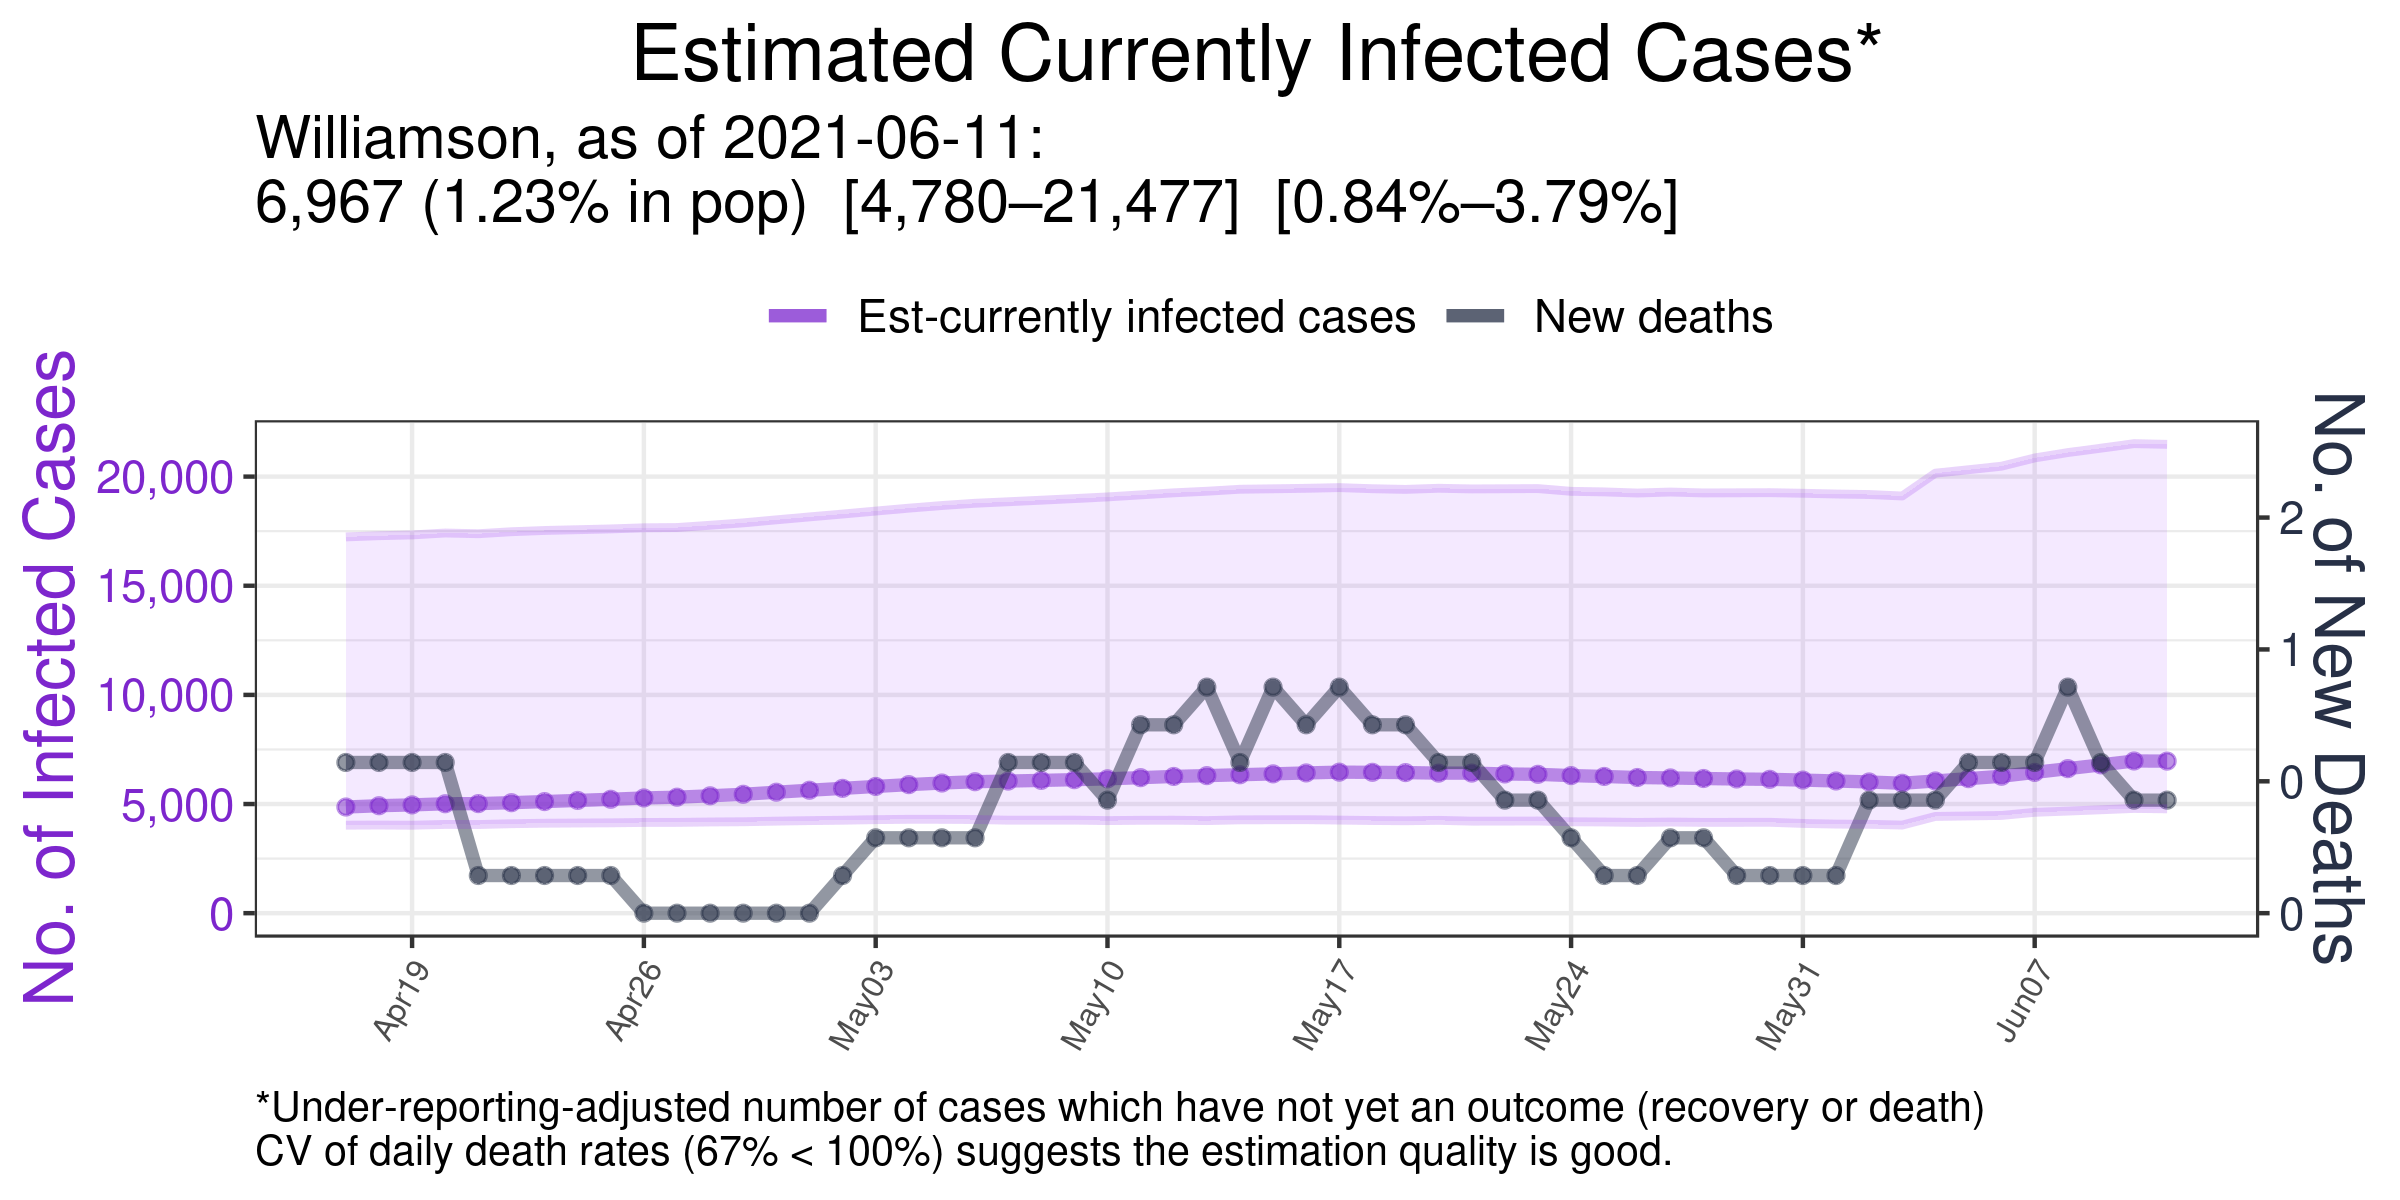 Estimated Currently Infected Cases*
Williamson, as of 2021-06-11:
6,967 (1.23% in pop)  [4,780–21,477]  [0.84%–3.79%]
Est-currently infected cases
New deaths
No. of Infected Cases
20,000
15,000
10,000
5,000
0
No. of New Deaths
2
1
0
0
Apr19
Apr26
May03
May10
May17
May24
May31
Jun07
*Under-reporting-adjusted number of cases which have not yet an outcome (recovery or death)
CV of daily death rates (67% < 100%) suggests the estimation quality is good.